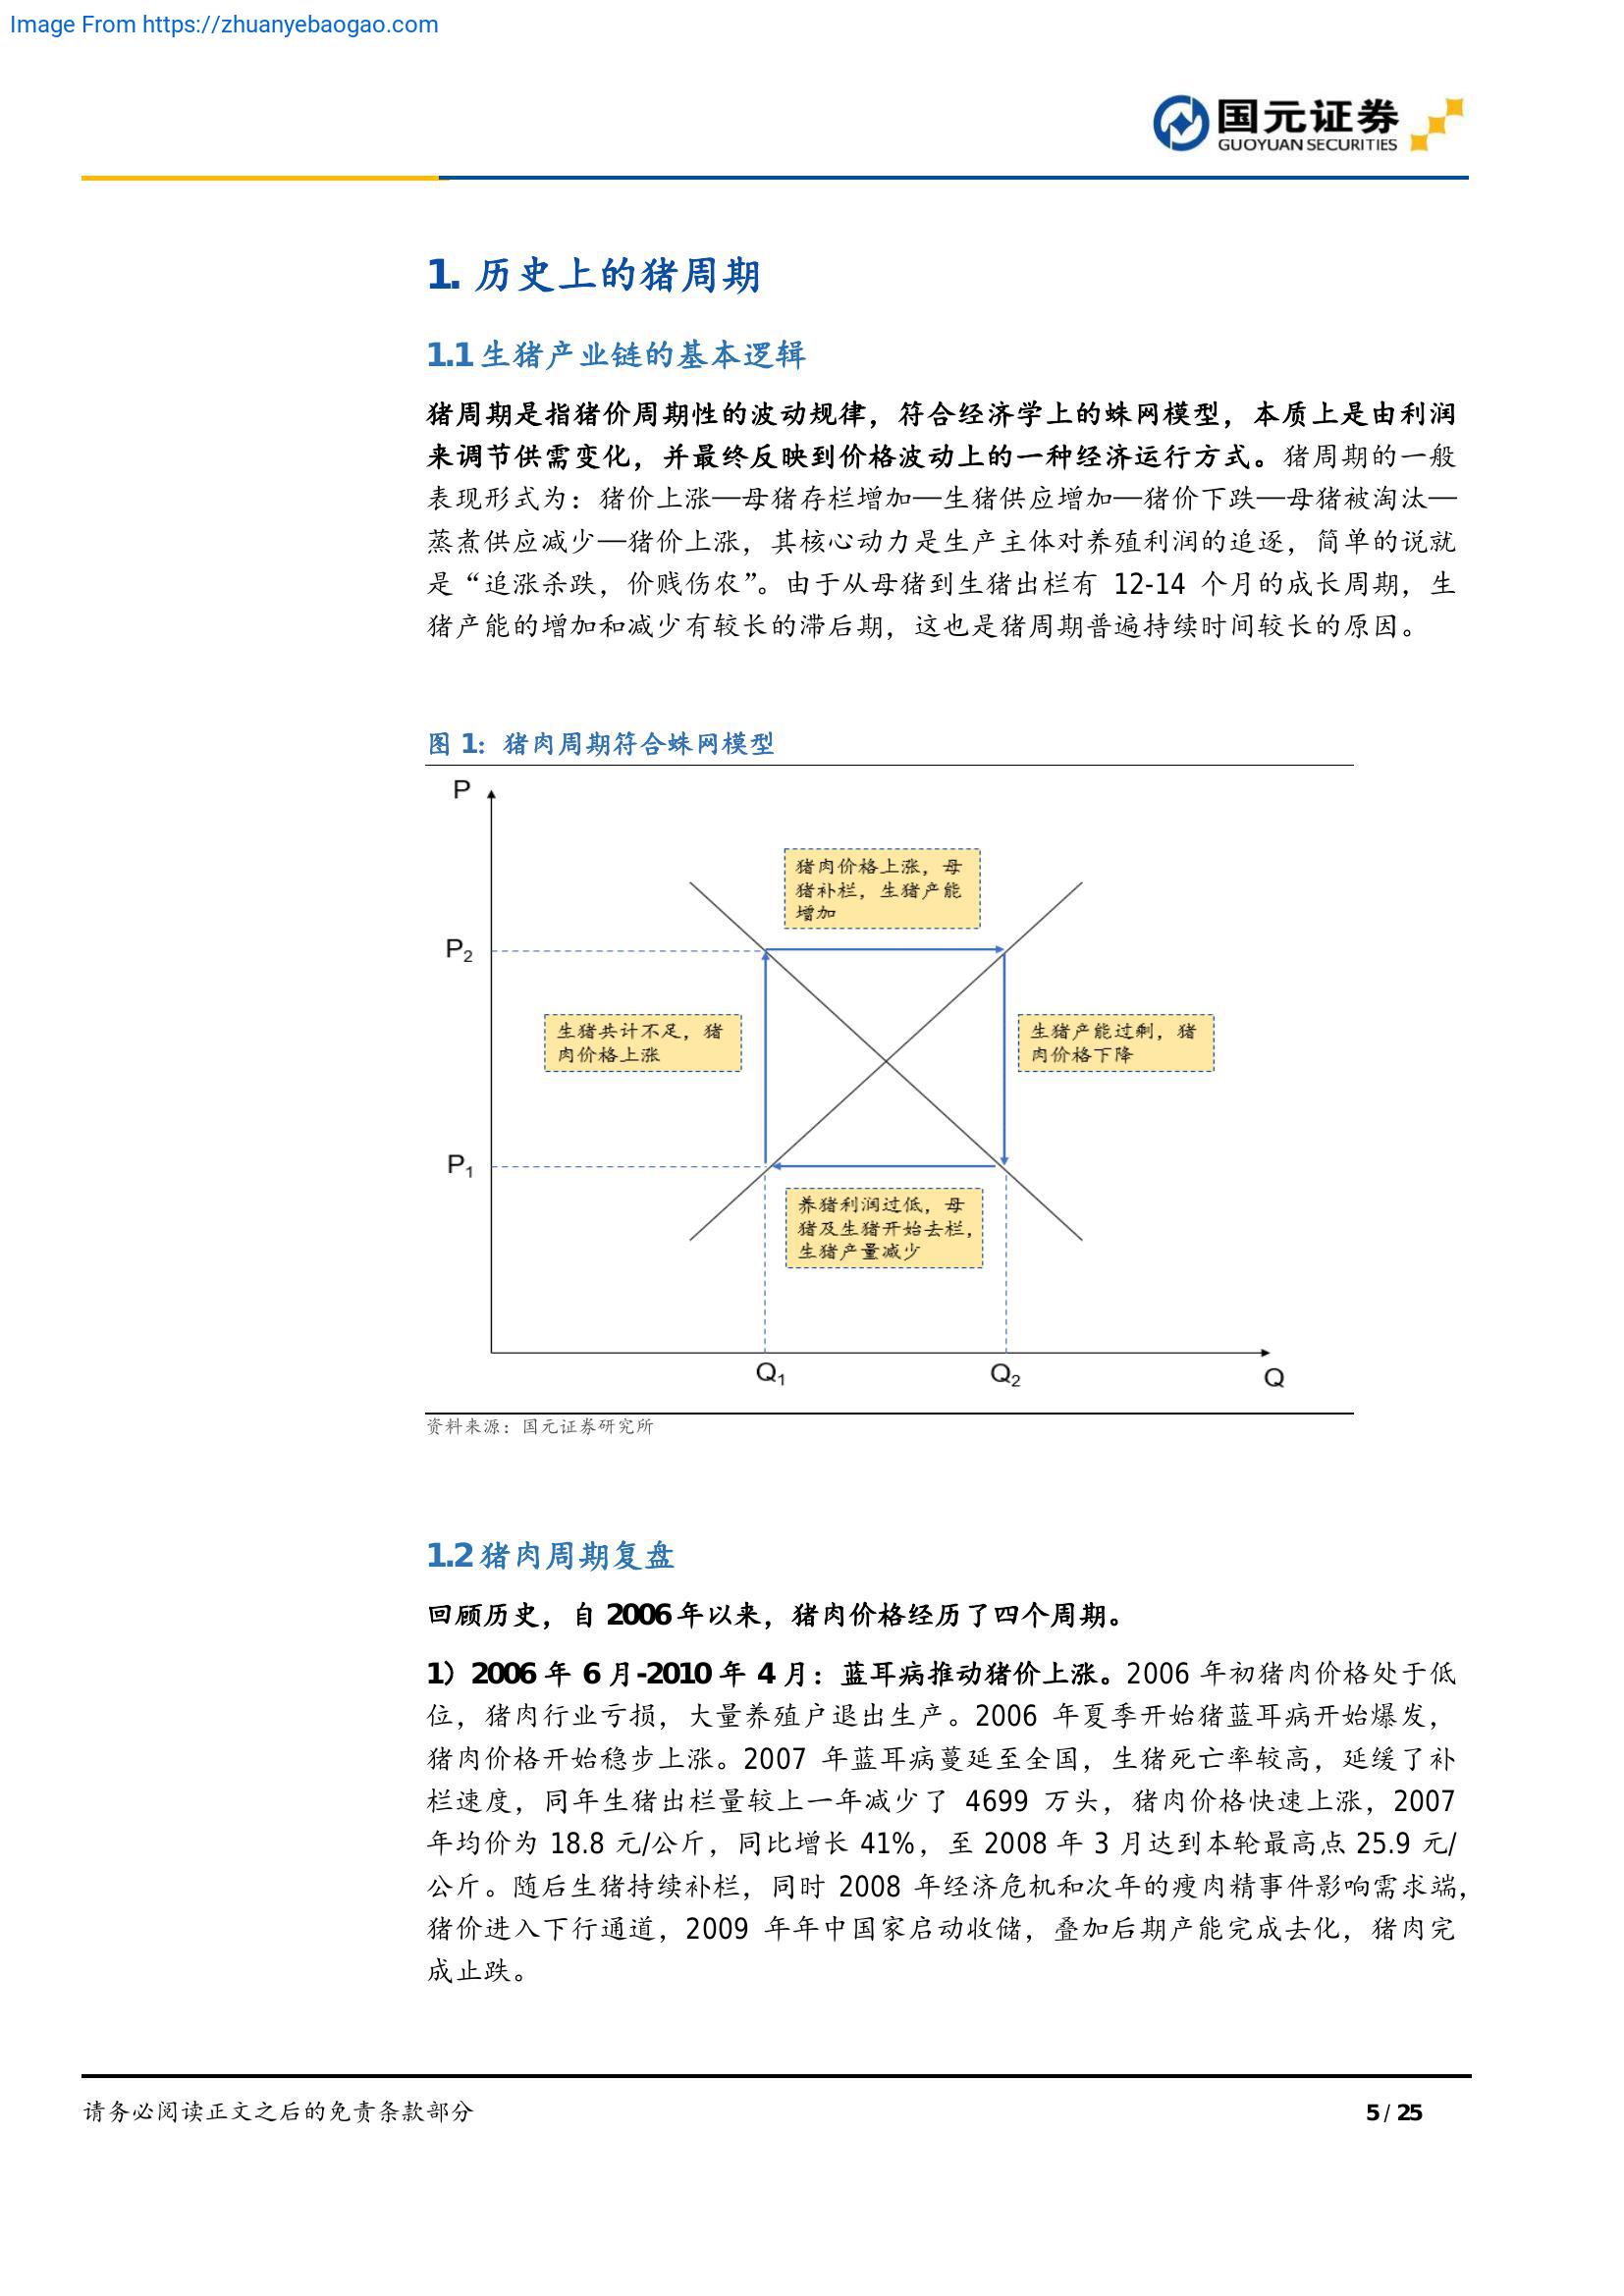 Image From https://zhuanyebaogao.com
国元证券
GUOYUAN SECURITIES
1. 历史上的猪周期
1.1 生猪产业链的基本逻辑
猪周期是指猪价周期性的波动规律，符合经济学上的蛛网模型，本质上是由利润
来调节供需变化，并最终反映到价格波动上的一种经济运行方式。猪周期的一般
表现形式为：猪价上涨—母猪存栏增加—生猪供应增加—猪价下跌—母猪被淘汰—
蒸煮供应减少—猪价上涨，其核心动力是生产主体对养殖利润的追逐，简单的说就
是“追涨杀跌，价贱伤农”。由于从母猪到生猪出栏有 12-14 个月的成长周期，生
猪产能的增加和减少有较长的滞后期，这也是猪周期普遍持续时间较长的原因。
图 1：猪肉周期符合蛛网模型
P
猪肉价格上涨，母
猪补栏，生猪产能
增加
P2
生猪共计不足，猪
肉价格上涨
生猪产能过剩，猪
肉价格下降
P1
养猪利润过低，母
猪及生猪开始去栏，
生猪产量减少
Q1
Q2
Q
资料来源：国元证券研究所
1.2 猪肉周期复盘
回顾历史，自 2006 年以来，猪肉价格经历了四个周期。
1）2006 年 6 月-2010 年 4 月：蓝耳病推动猪价上涨。2006 年初猪肉价格处于低
位，猪肉行业亏损，大量养殖户退出生产。2006 年夏季开始猪蓝耳病开始爆发，
猪肉价格开始稳步上涨。2007 年蓝耳病蔓延至全国，生猪死亡率较高，延缓了补
栏速度，同年生猪出栏量较上一年减少了 4699 万头，猪肉价格快速上涨，2007
年均价为 18.8 元/公斤，同比增长 41%，至 2008 年 3 月达到本轮最高点 25.9 元/
公斤。随后生猪持续补栏，同时 2008 年经济危机和次年的瘦肉精事件影响需求端，
猪价进入下行通道，2009 年年中国家启动收储，叠加后期产能完成去化，猪肉完
成止跌。
请务必阅读正文之后的免责条款部分
5 / 25